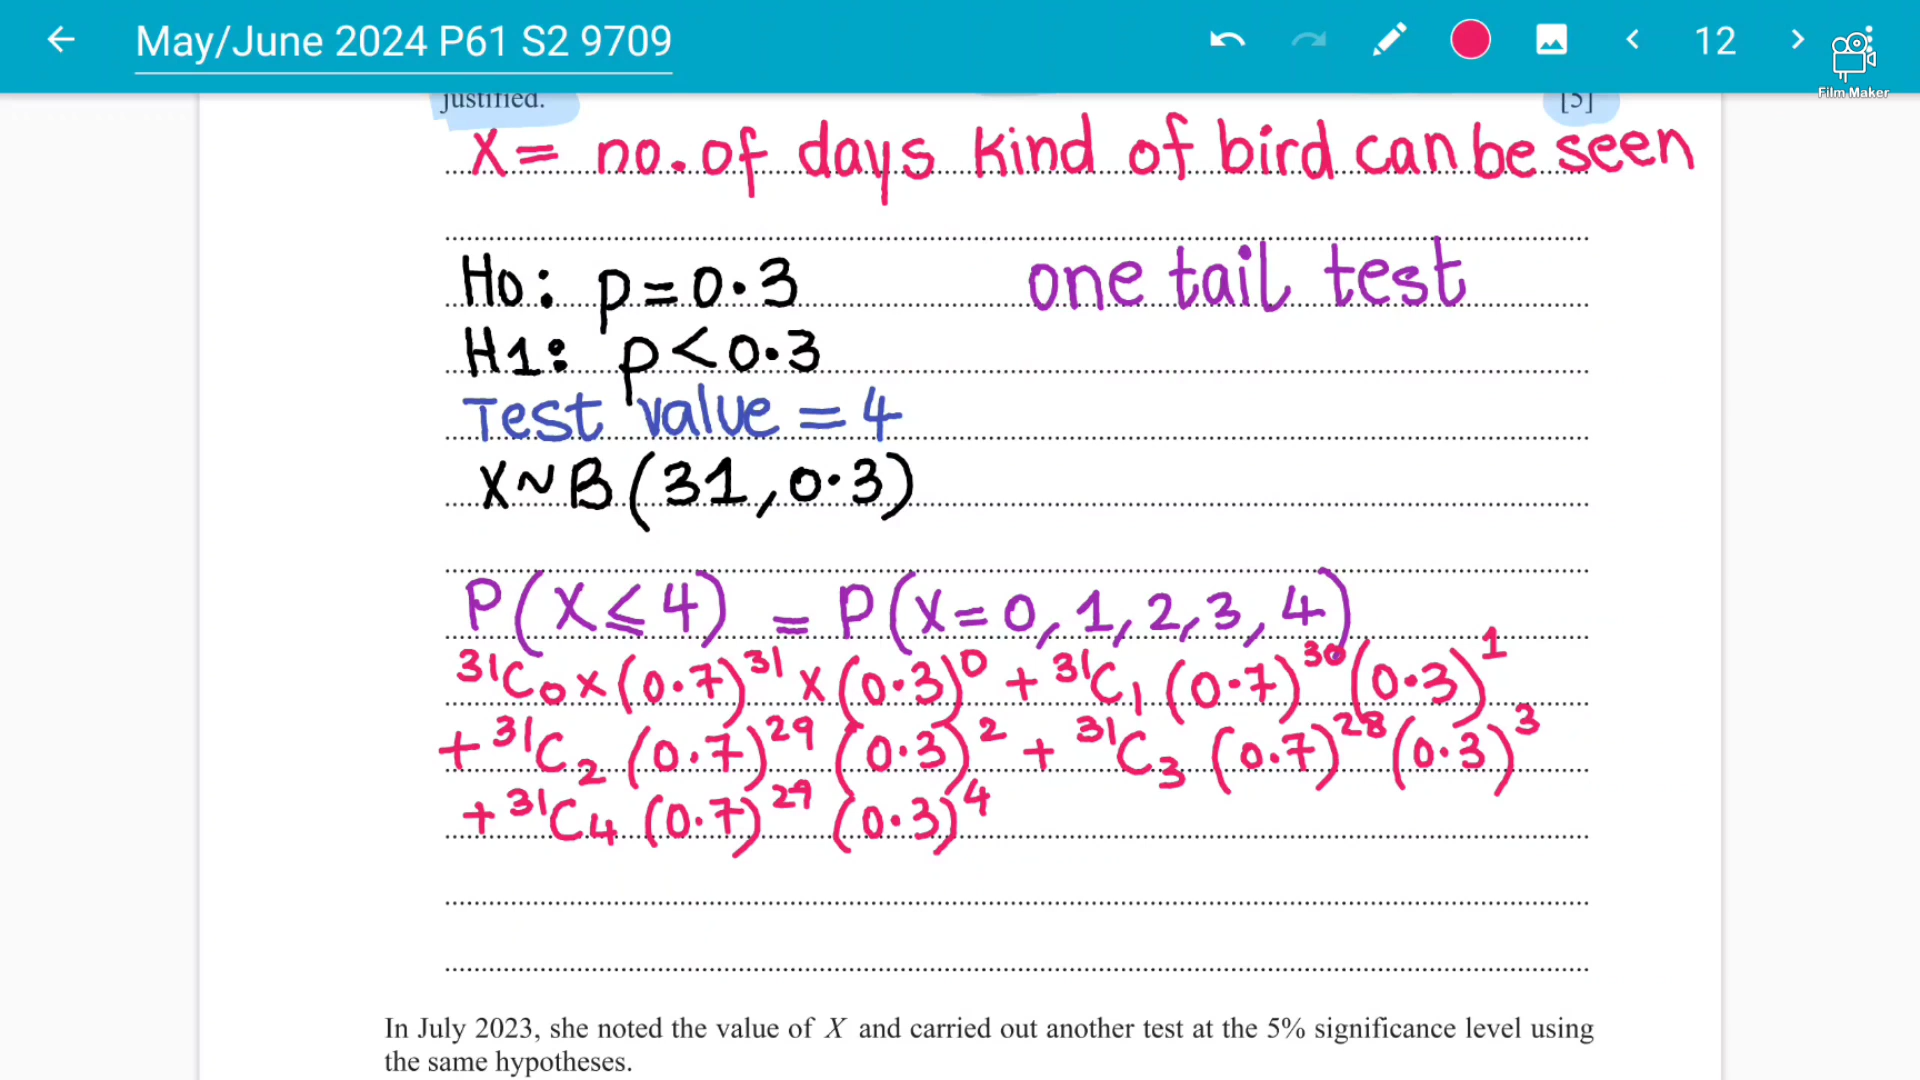 May/June 2024 P61 S2 9709
12
Film Maker
justified.
[5]
X = no. of days kind of bird can be seen
H0: p = 0.3
one tail test
H1: p < 0.3
Test value = 4
X ~ B(31, 0.3)
P(X ⩽ 4) = P(X = 0, 1, 2, 3, 4)
³¹C₀ × (0.7)³¹ × (0.3)⁰ + ³¹C₁ (0.7)³⁰ (0.3)¹
+ ³¹C₂ (0.7)²⁹ (0.3)² + ³¹C₃ (0.7)²⁸ (0.3)³
+ ³¹C₄ (0.7)²⁹ (0.3)⁴
In July 2023, she noted the value of X and carried out another test at the 5% significance level using
the same hypotheses.